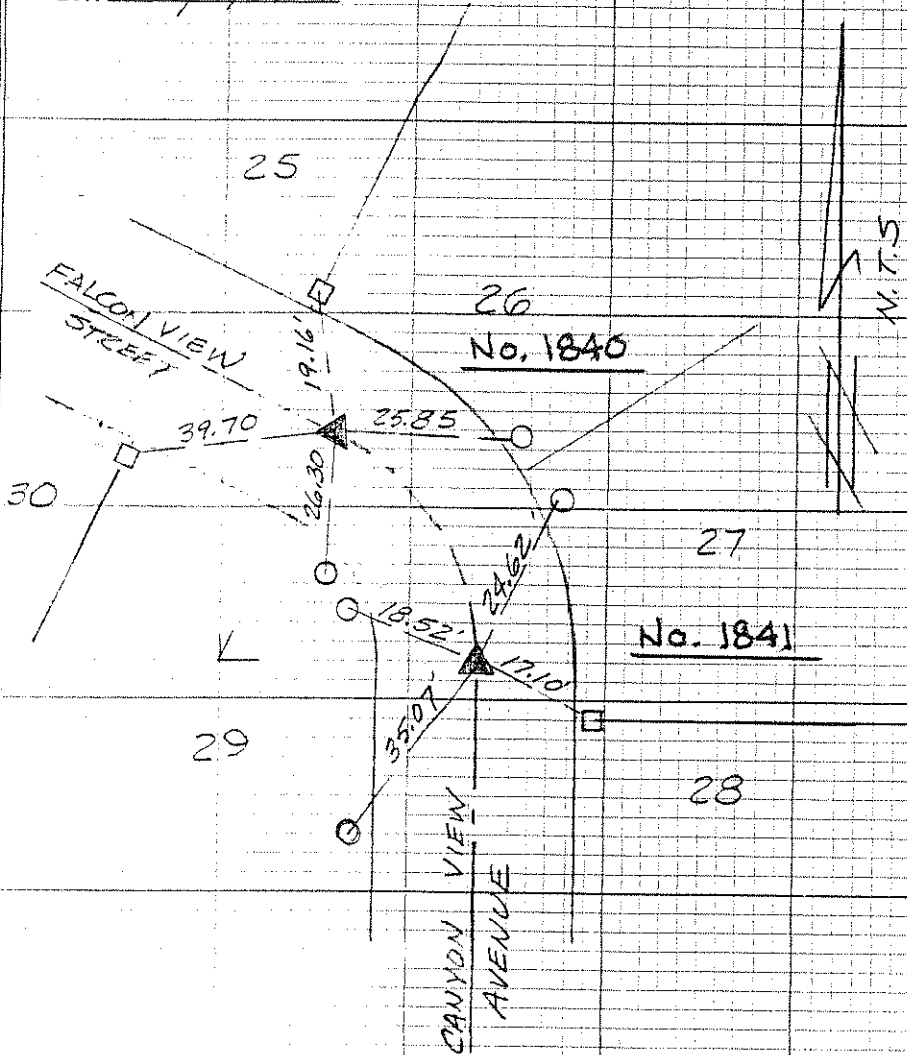 25
FALCON VIEW
STREET
26
No. 1840
19.16'
39.70
25.85
26.30
30
N.T.S
27
24.62'
18.52'
No. 1841
17.10'
35.07'
29
28
CANYON VIEW
AVENUE